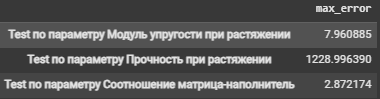 max_error
Test по параметру Модуль упругости при растяжении 7.960885
Test по параметру Прочность при растяжении 1228.996390
Test по параметру Соотношение матрица-наполнитель 2.872174